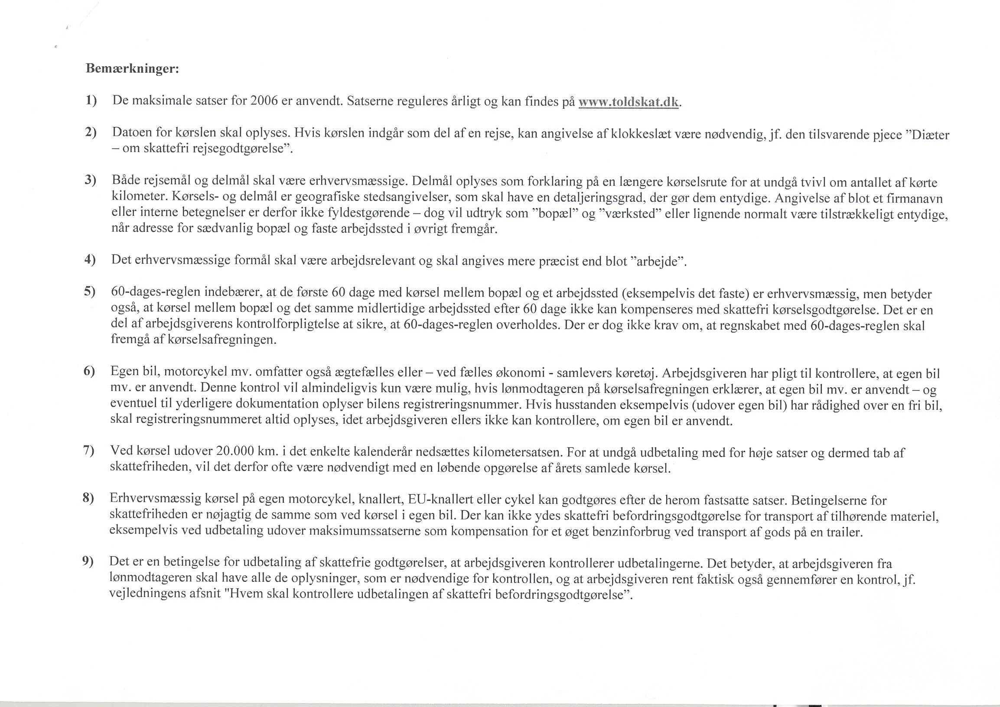 Bemærkninger:
1) De maksimale satser for 2006 er anvendt. Satserne reguleres årligt og kan findes på www.toldskat.dk.
2) Datoen for kørslen skal oplyses. Hvis kørslen indgår som del af en rejse, kan angivelse af klokkeslæt være nødvendig, jf. den tilsvarende pjece ”Diæter
– om skattefri rejsegodtgørelse”.
3) Både rejsemål og delmål skal være erhvervsmæssige. Delmål oplyses som forklaring på en længere kørselsrute for at undgå tvivl om antallet af kørte
kilometer. Kørsels- og delmål er geografiske stedsangivelser, som skal have en detaljeringsgrad, der gør dem entydige. Angivelse af blot et firmanavn
eller interne betegnelser er derfor ikke fyldestgørende – dog vil udtryk som ”bopæl” og ”værksted” eller lignende normalt være tilstrækkeligt entydige,
når adresse for sædvanlig bopæl og faste arbejdssted i øvrigt fremgår.
4) Det erhvervsmæssige formål skal være arbejdsrelevant og skal angives mere præcist end blot ”arbejde”.
5) 60-dages-reglen indebærer, at de første 60 dage med kørsel mellem bopæl og et arbejdssted (eksempelvis det faste) er erhvervsmæssig, men betyder
også, at kørsel mellem bopæl og det samme midlertidige arbejdssted efter 60 dage ikke kan kompenseres med skattefri kørselsgodtgørelse. Det er en
del af arbejdsgiverens kontrolforpligtelse at sikre, at 60-dages-reglen overholdes. Der er dog ikke krav om, at regnskabet med 60-dages-reglen skal
fremgå af kørselsafregningen.
6) Egen bil, motorcykel mv. omfatter også ægtefælles eller – ved fælles økonomi - samlevers køretøj. Arbejdsgiveren har pligt til kontrollere, at egen bil
mv. er anvendt. Denne kontrol vil almindeligvis kun være mulig, hvis lønmodtageren på kørselsafregningen erklærer, at egen bil mv. er anvendt – og
eventuel til yderligere dokumentation oplyser bilens registreringsnummer. Hvis husstanden eksempelvis (udover egen bil) har rådighed over en fri bil,
skal registreringsnummeret altid oplyses, idet arbejdsgiveren ellers ikke kan kontrollere, om egen bil er anvendt.
7) Ved kørsel udover 20.000 km. i det enkelte kalenderår nedsættes kilometersatsen. For at undgå udbetaling med for høje satser og dermed tab af
skattefriheden, vil det derfor ofte være nødvendigt med en løbende opgørelse af årets samlede kørsel.
8) Erhvervsmæssig kørsel på egen motorcykel, knallert, EU-knallert eller cykel kan godtgøres efter de herom fastsatte satser. Betingelserne for
skattefriheden er nøjagtig de samme som ved kørsel i egen bil. Der kan ikke ydes skattefri befordringsgodtgørelse for transport af tilhørende materiel,
eksempelvis ved udbetaling udover maksimumssatserne som kompensation for et øget benzinforbrug ved transport af gods på en trailer.
9) Det er en betingelse for udbetaling af skattefrie godtgørelser, at arbejdsgiveren kontrollerer udbetalingerne. Det betyder, at arbejdsgiveren fra
lønmodtageren skal have alle de oplysninger, som er nødvendige for kontrollen, og at arbejdsgiveren rent faktisk også gennemfører en kontrol, jf.
vejledningens afsnit "Hvem skal kontrollere udbetalingen af skattefri befordringsgodtgørelse”.